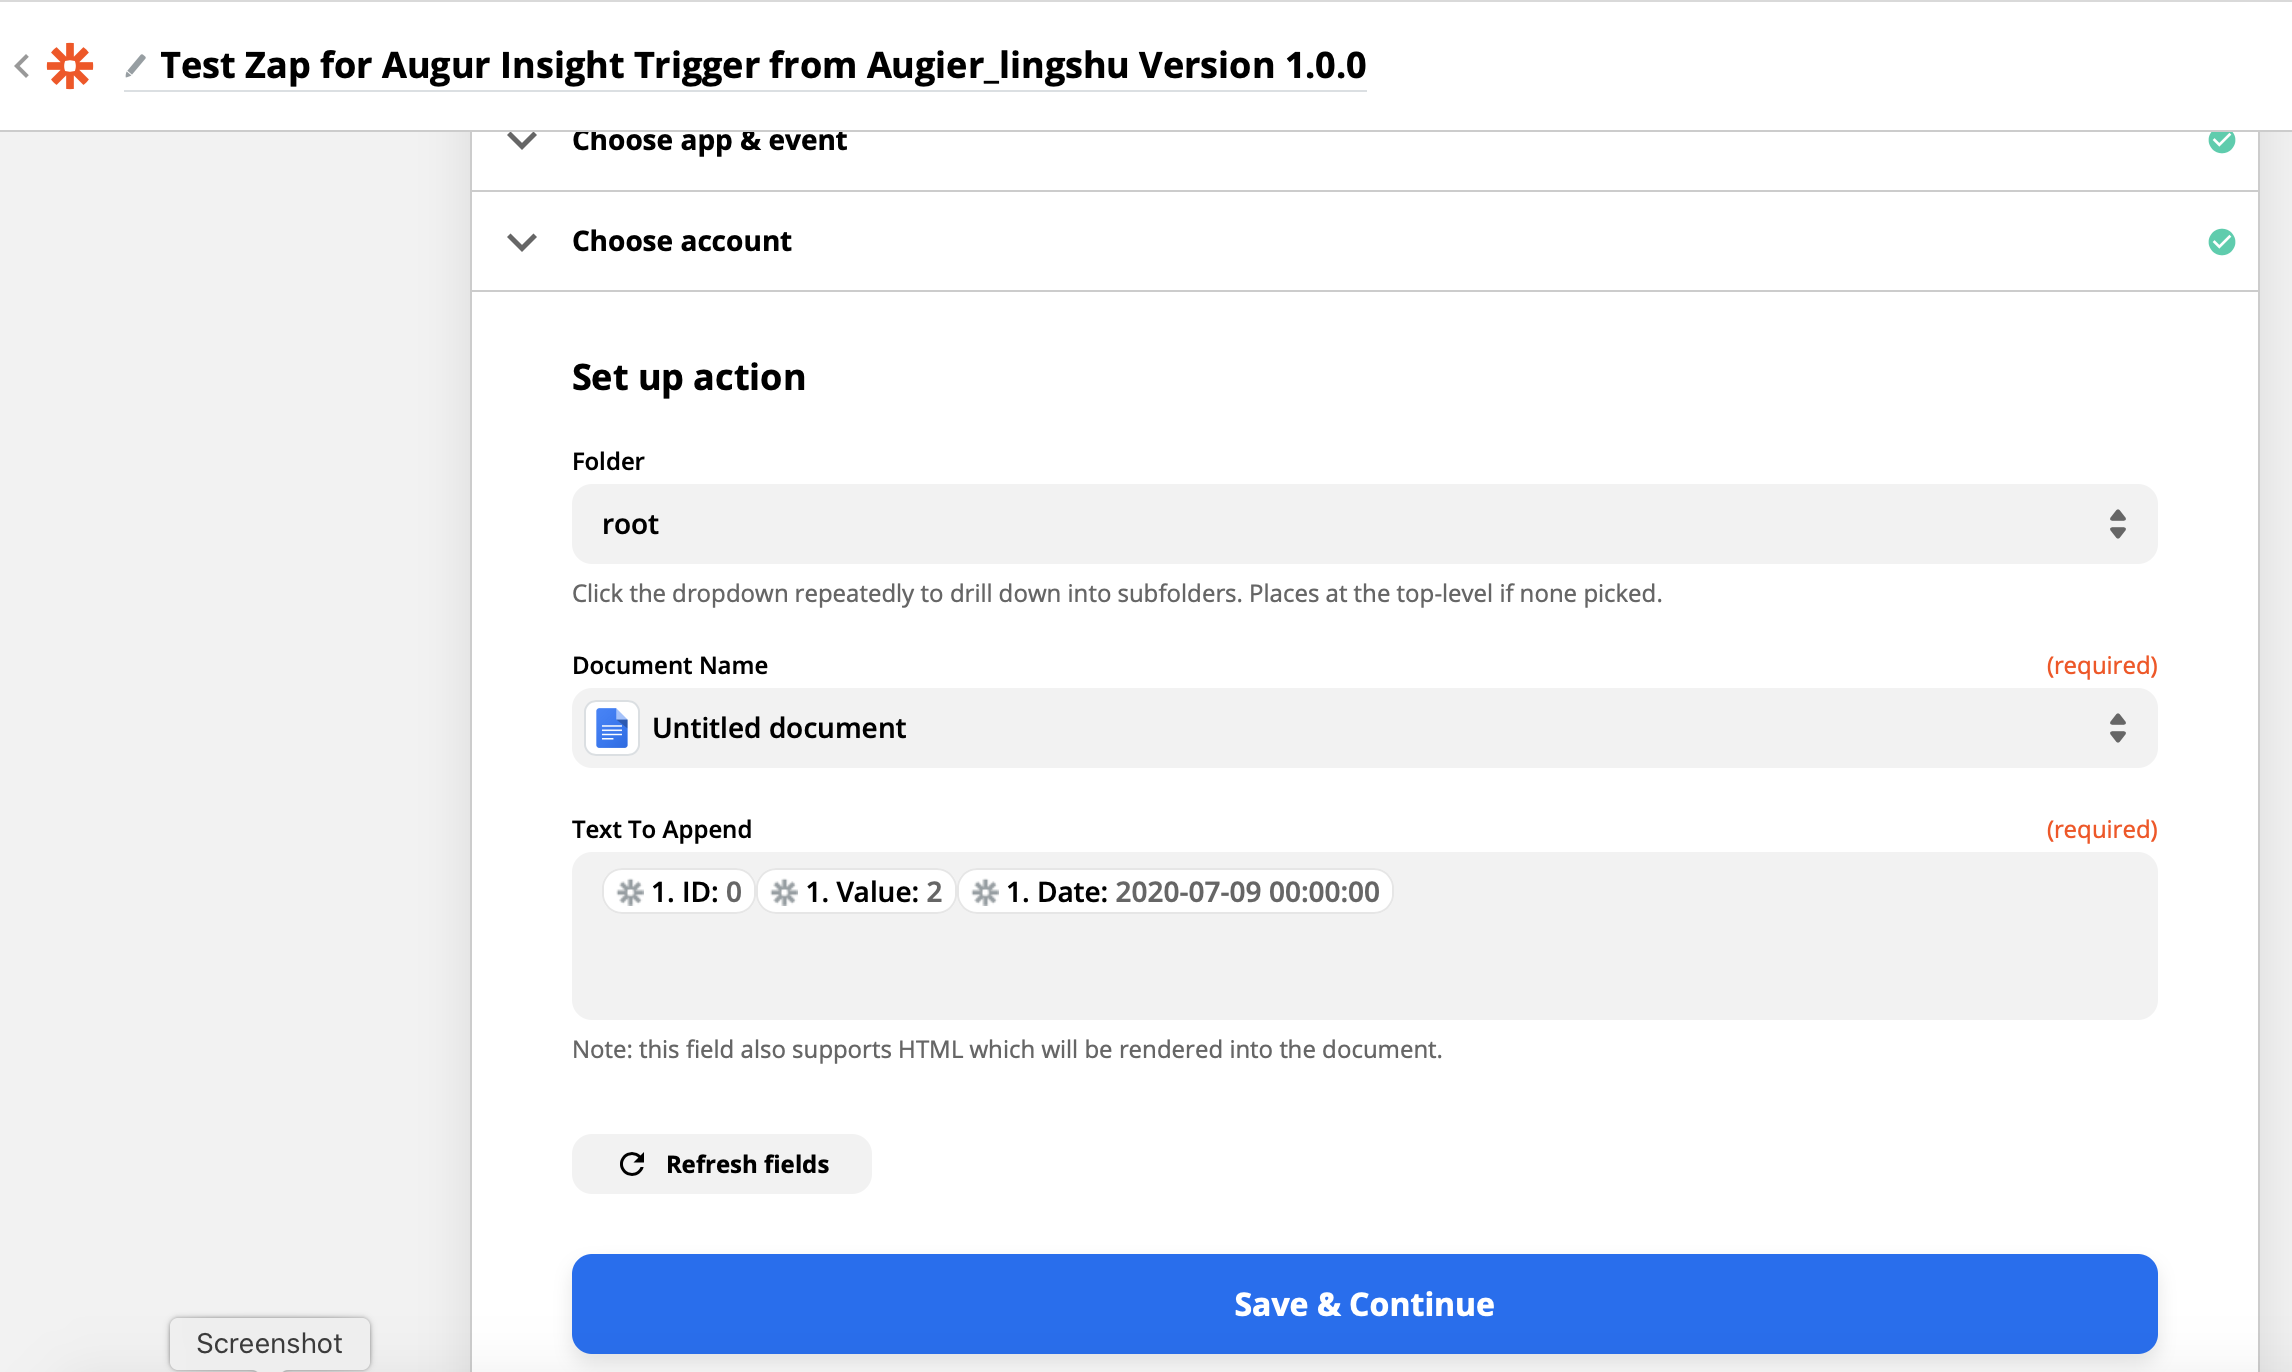 Test Zap for Augur Insight Trigger from Augier_lingshu Version 1.0.0
Choose app & event
Choose account
Set up action
Folder
root
Click the dropdown repeatedly to drill down into subfolders. Places at the top-level if none picked.
Document Name (required)
Untitled document
Text To Append (required)
1. ID: 0 1. Value: 2 1. Date: 2020-07-09 00:00:00
Note: this field also supports HTML which will be rendered into the document.
Refresh fields
Save & Continue
Screenshot